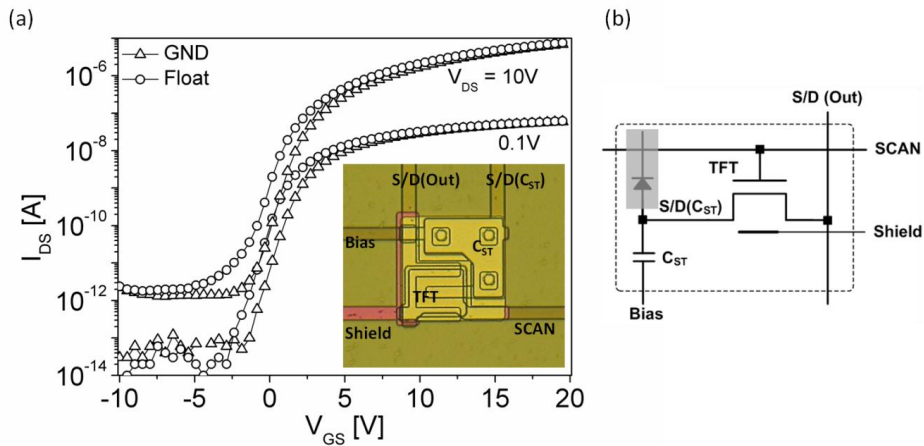 (a)
GND
Float
V_DS = 10V
0.1V
10^-6
10^-8
10^-10
10^-12
10^-14
I_DS [A]
-10 -5 0 5 10 15 20
V_GS [V]
S/D(Out) S/D(C_ST)
Bias
C_ST
TFT
Shield
SCAN
(b)
S/D (Out)
SCAN
TFT
S/D(C_ST)
Shield
C_ST
Bias